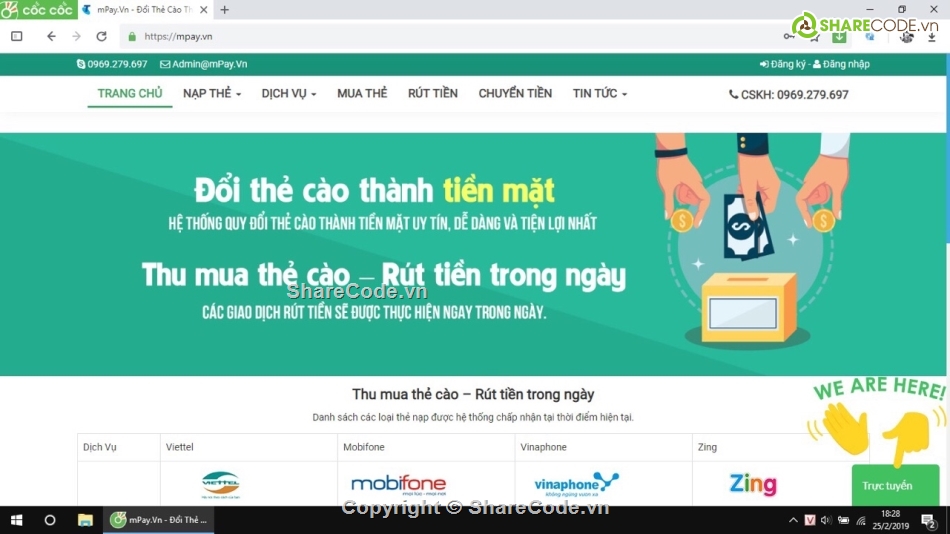 CỐC CỐC
mPay.Vn - Đổi Thẻ Cào Th
SHARECODE.vn
https://mpay.vn
0969.279.697
Admin@mPay.Vn
Đăng ký - Đăng nhập
TRANG CHỦ
NẠP THẺ
DỊCH VỤ
MUA THẺ
RÚT TIỀN
CHUYỂN TIỀN
TIN TỨC
CSKH: 0969.279.697
Đổi thẻ cào thành tiền mặt
HỆ THỐNG QUY ĐỔI THẺ CÀO THÀNH TIỀN MẶT UY TÍN, DỄ DÀNG VÀ TIỆN LỢI NHẤT
Thu mua thẻ cào – Rút tiền trong ngày
ShareCode.vn
CÁC GIAO DỊCH RÚT TIỀN SẼ ĐƯỢC THỰC HIỆN NGAY TRONG NGÀY.
Thu mua thẻ cào – Rút tiền trong ngày
Danh sách các loại thẻ nạp được hệ thống chấp nhận tại thời điểm hiện tại.
WE ARE HERE!
Dịch Vụ
Viettel
Mobifone
Vinaphone
Zing
VIETTEL
mobifone
mọi lúc - mọi nơi
vinaphone
không ngừng vươn xa
Zing
Trực tuyến
Copyright © ShareCode.vn
mPay.Vn - Đổi Thẻ ...
V
18:28
25/2/2019
2